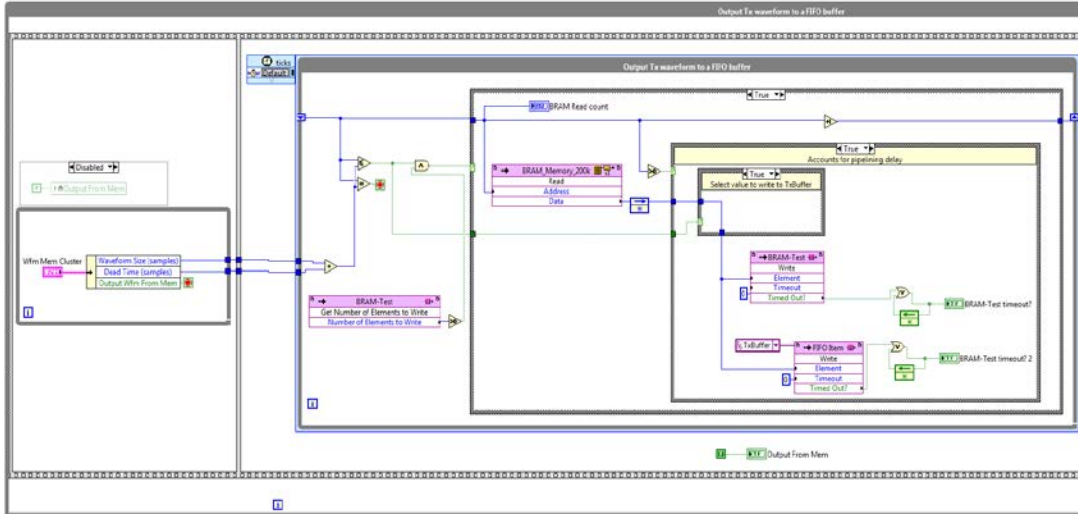 Output Tx waveform to a FIFO buffer
ticks
Default
Output Tx waveform to a FIFO buffer
True
BRAM Read count
Disabled
Output From Mem
True
Accounts for pipelining delay
BRAM_Memory_200k
Read
Address
Data
True
Select value to write to TxBuffer
Wfm Mem Cluster
Waveform Size (samples)
Dead Time (samples)
Output Wfm From Mem
BRAM-Test
Get Number of Elements to Write
Number of Elements to Write
BRAM-Test
Write
Element
Timeout
Timed Out?
BRAM-Test timeout?
TxBuffer
FIFO Item
Write
Element
Timeout
Timed Out?
BRAM-Test timeout? 2
i
i
Output From Mem
i